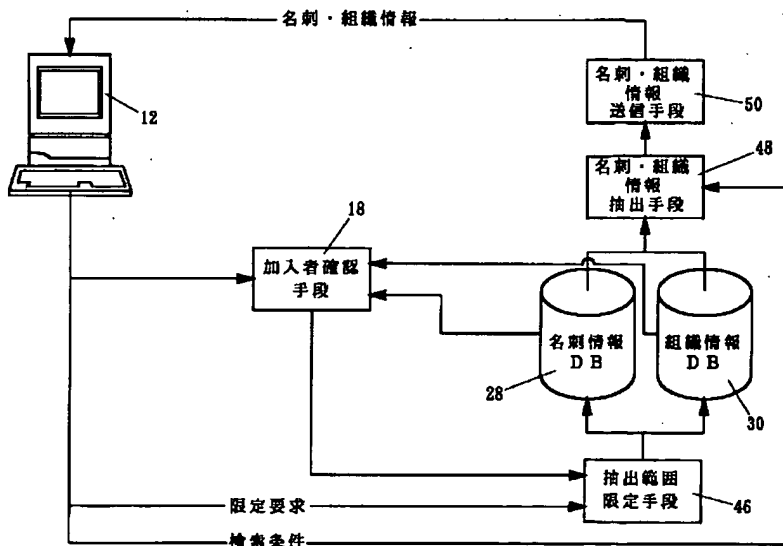 名刺・組織情報
12
名刺・組織
情報
送信手段
50
48
名刺・組織
情報
抽出手段
18
加入者確認
手段
名刺情報
DB
28
組織情報
DB
30
抽出範囲
限定手段
46
限定要求
検索条件